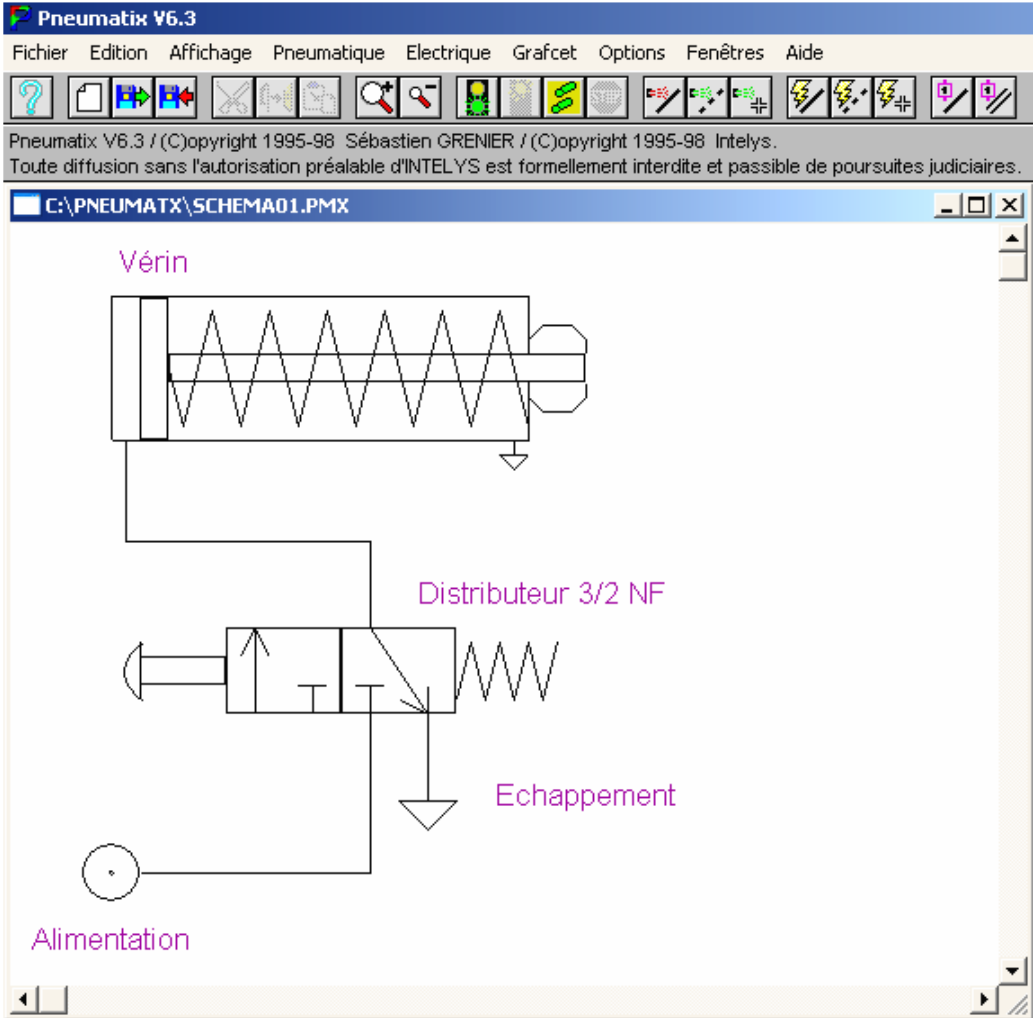 Pneumatix V6.3
Fichier Edition Affichage Pneumatique Electrique Grafcet Options Fenêtres Aide
Pneumatix V6.3 / (C)opyright 1995-98 Sébastien GRENIER / (C)opyright 1995-98 Intelys.
Toute diffusion sans l'autorisation préalable d'INTELYS est formellement interdite et passible de poursuites judiciaires.
C:\PNEUMATX\SCHEMA01.PMX
Vérin
Distributeur 3/2 NF
Echappement
Alimentation